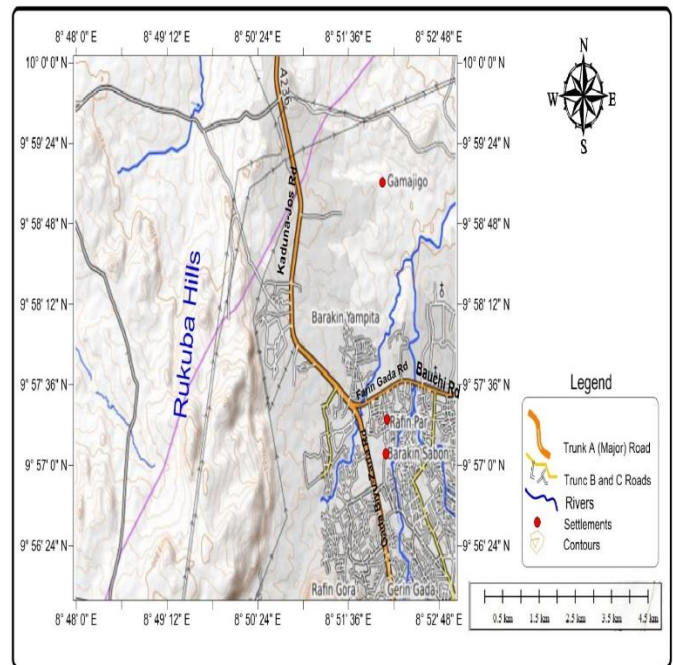 8° 48' 0" E
8° 49' 12" E
8° 50' 24" E
8° 51' 36" E
8° 52' 48" E
10° 0' 0" N
10° 0' 0" N
N
W
E
S
A236
9° 59' 24" N
9° 59' 24" N
Gamajigo
Kaduna-Jos Rd
9° 58' 48" N
9° 58' 48" N
Rukuba Hills
9° 58' 12" N
9° 58' 12" N
Barakin Yampita
Farin Gada Rd
Bauchi Rd
9° 57' 36" N
9° 57' 36" N
Rafin Par
Barakin Sabon
9° 57' 0" N
9° 57' 0" N
9° 56' 24" N
9° 56' 24" N
Rafin Gora
Gerin Gada
8° 48' 0" E
8° 49' 12" E
8° 50' 24" E
8° 51' 36" E
8° 52' 48" E
Legend
Trunk A (Major) Road
Trunc B and C Roads
Rivers
Settlements
Contours
0.5 km
1.5 km
2.5 km
3.5 km
4.5 km